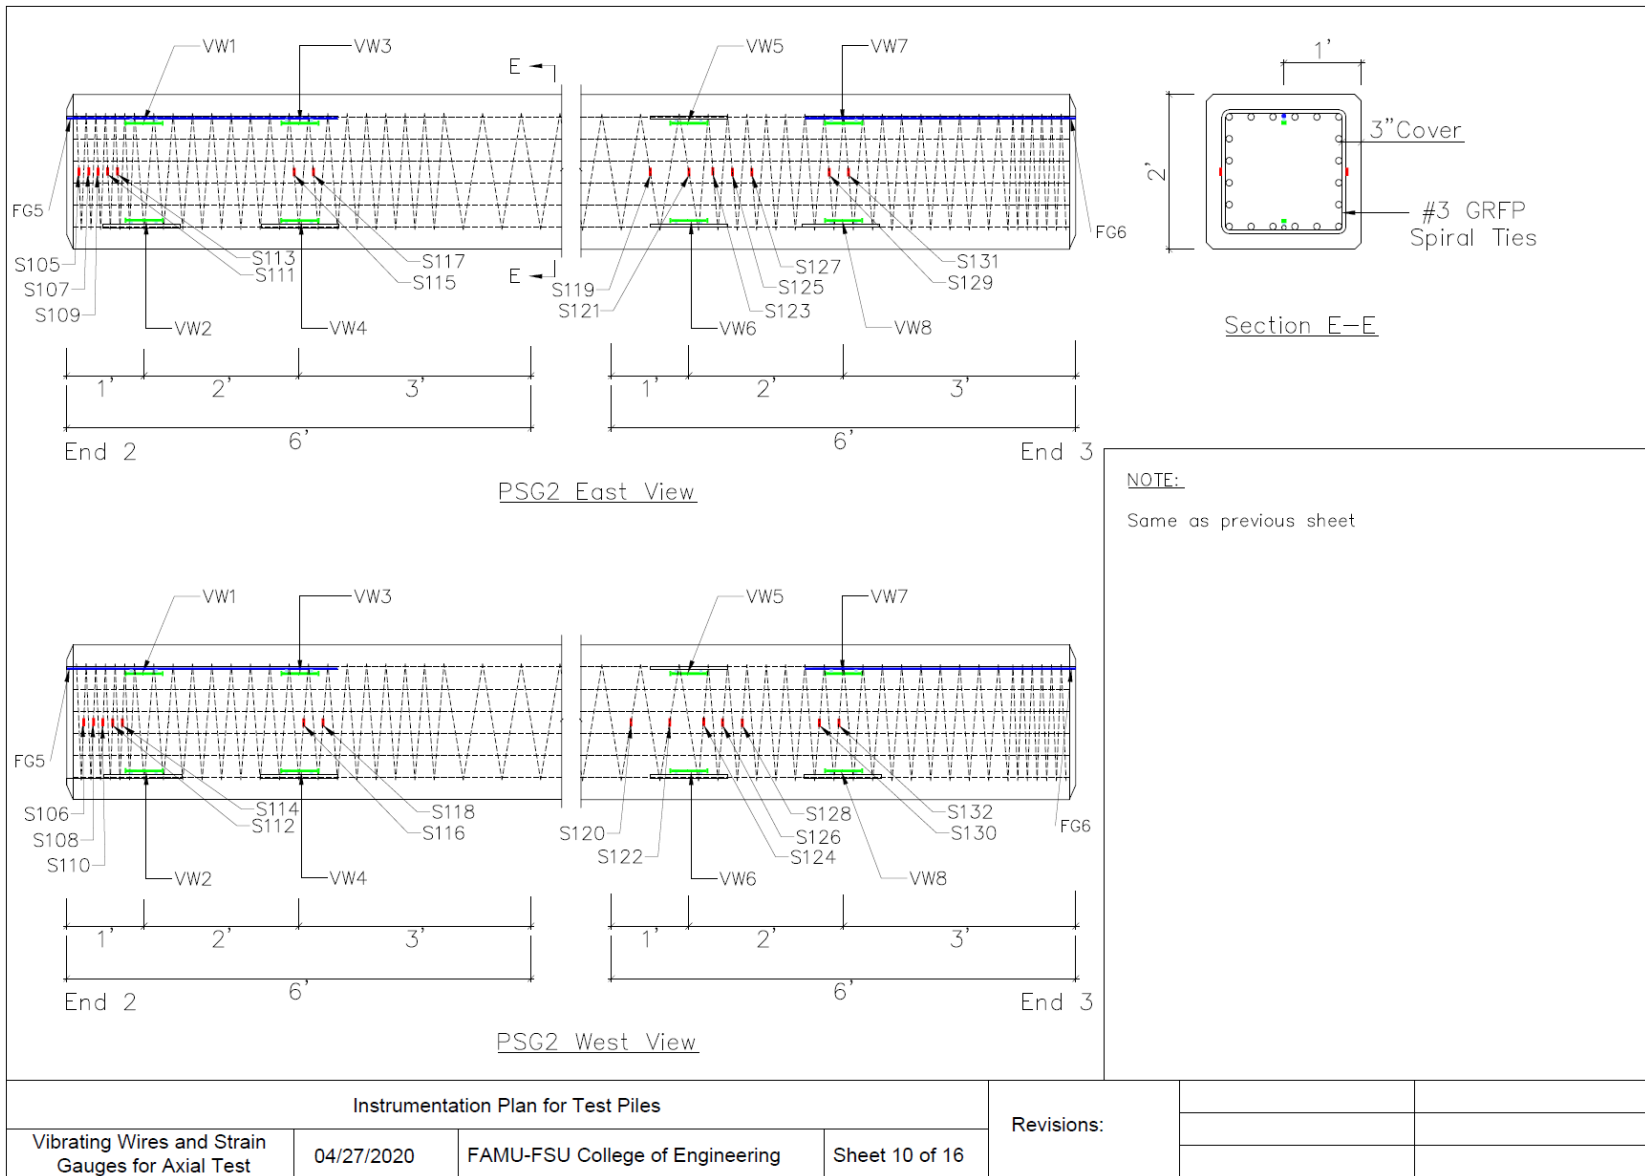 VW1
VW3
E
VW5
VW7
1'
3"Cover
2'
#3 GRFP
Spiral Ties
FG5
FG6
S105
S107
S109
S113
S111
S117
S115
E
S119
S121
S127
S125
S123
S131
S129
VW2
VW4
VW6
VW8
Section E-E
1'
2'
3'
1'
2'
3'
6'
6'
End 2
End 3
PSG2 East View
NOTE:
Same as previous sheet
VW1
VW3
VW5
VW7
FG5
FG6
S106
S108
S110
S114
S112
S118
S116
S120
S122
S128
S126
S124
S132
S130
VW2
VW4
VW6
VW8
1'
2'
3'
1'
2'
3'
6'
6'
End 2
End 3
PSG2 West View
Instrumentation Plan for Test Piles
Revisions:
Vibrating Wires and Strain
Gauges for Axial Test
04/27/2020
FAMU-FSU College of Engineering
Sheet 10 of 16